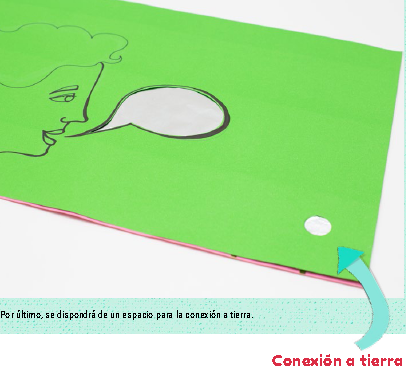 Por último, se dispondrá de un espacio para la conexión a tierra.
Conexión a tierra